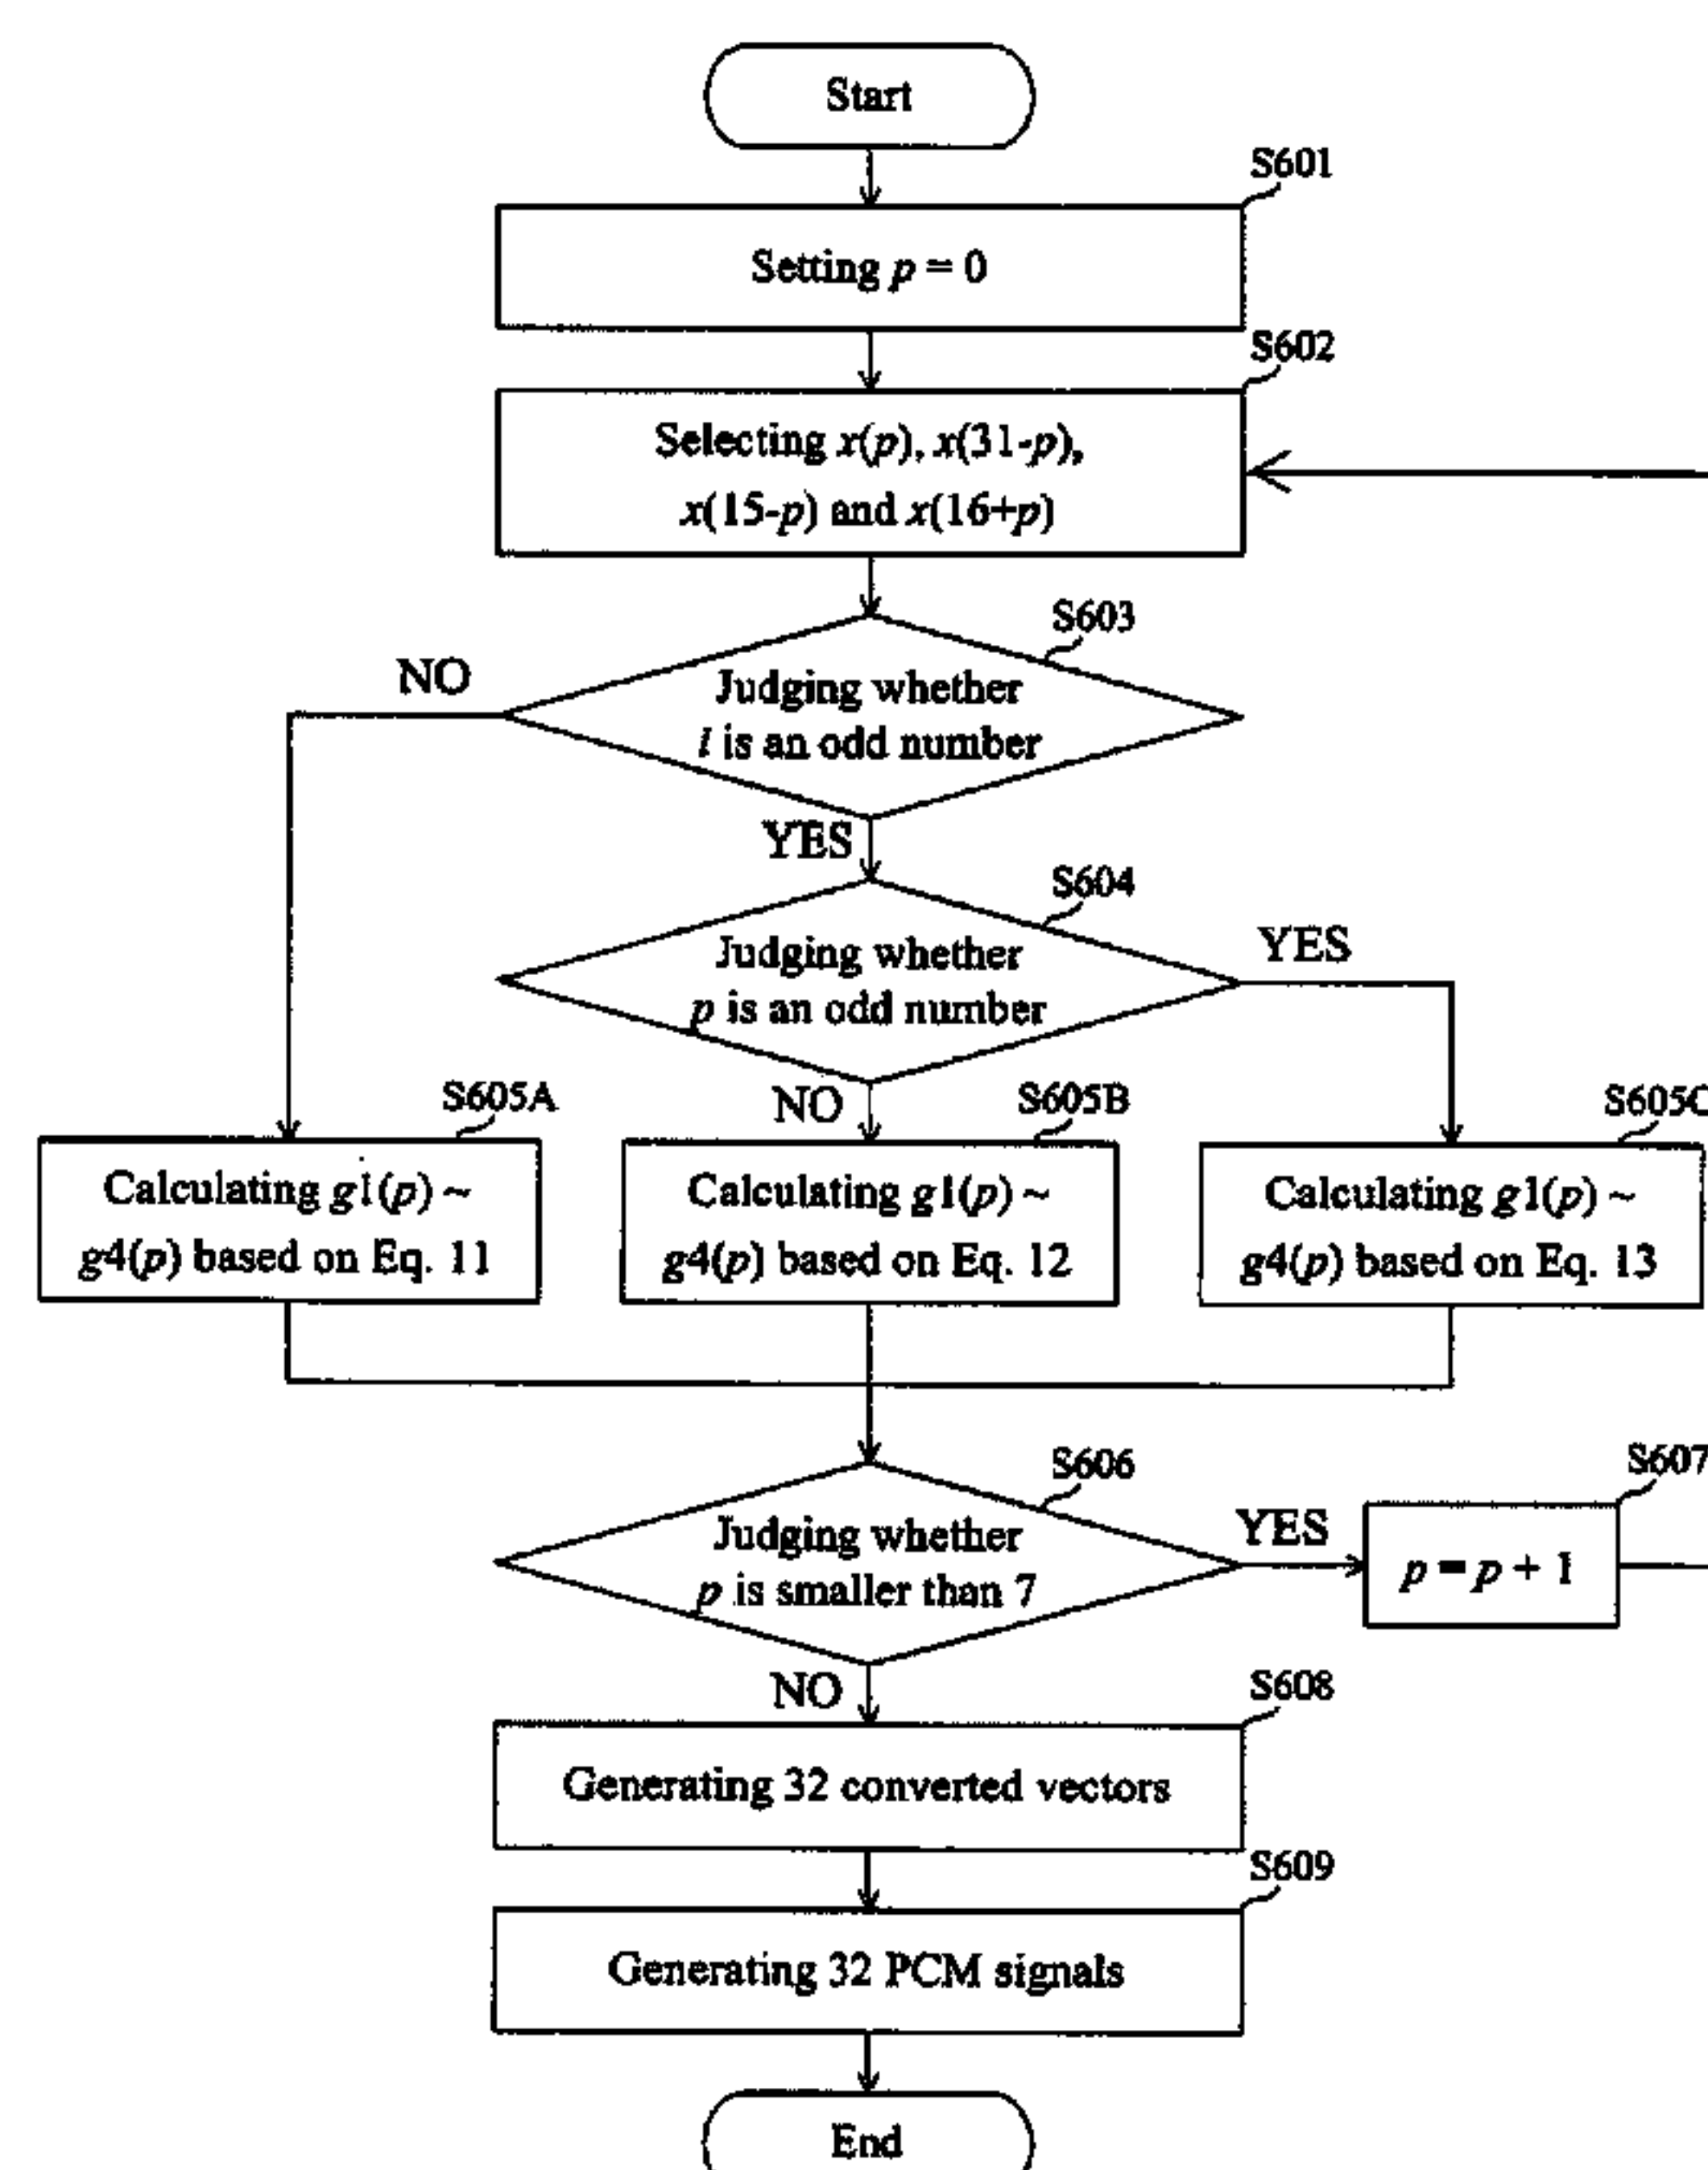 Start
S601
Setting p = 0
S602
Selecting x(p), x(31-p),
x(15-p) and x(16+p)
S603
Judging whether
i is an odd number
NO
YES
S604
Judging whether
p is an odd number
YES
NO
S605A
Calculating g1(p) ~
g4(p) based on Eq. 11
S605B
Calculating g1(p) ~
g4(p) based on Eq. 12
S605C
Calculating g1(p) ~
g4(p) based on Eq. 13
S606
Judging whether
p is smaller than 7
YES
S607
p = p + 1
NO
S608
Generating 32 converted vectors
S609
Generating 32 PCM signals
End